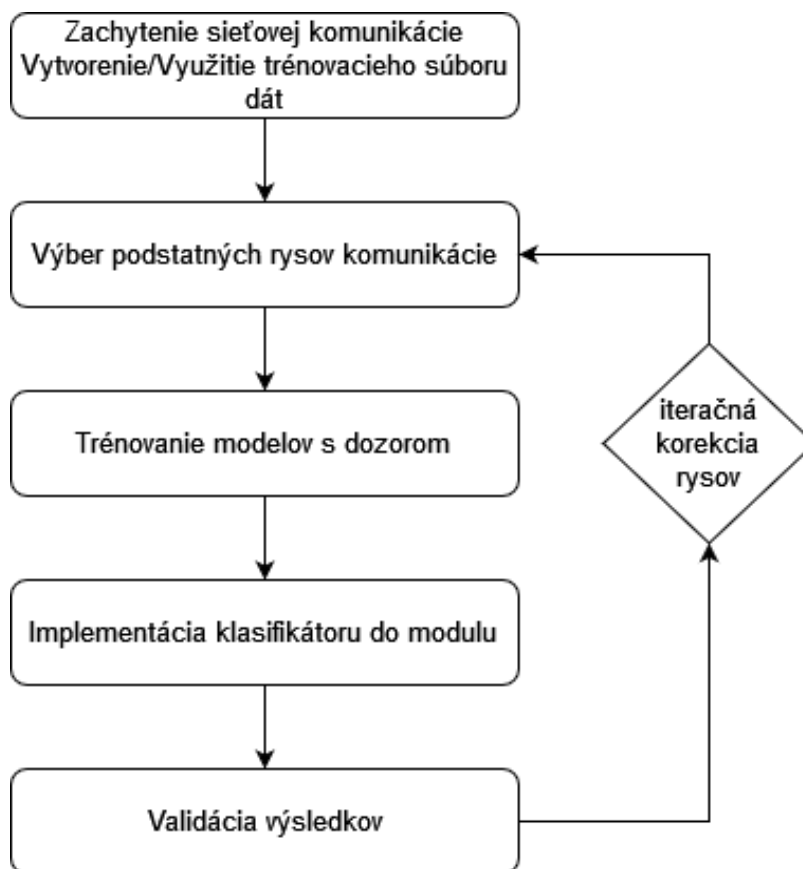 Zachytenie sieťovej komunikácie
Vytvorenie/Využitie trénovacieho súboru
dát
Výber podstatných rysov komunikácie
iteračná
korekcia
rysov
Trénovanie modelov s dozorom
Implementácia klasifikátoru do modulu
Validácia výsledkov